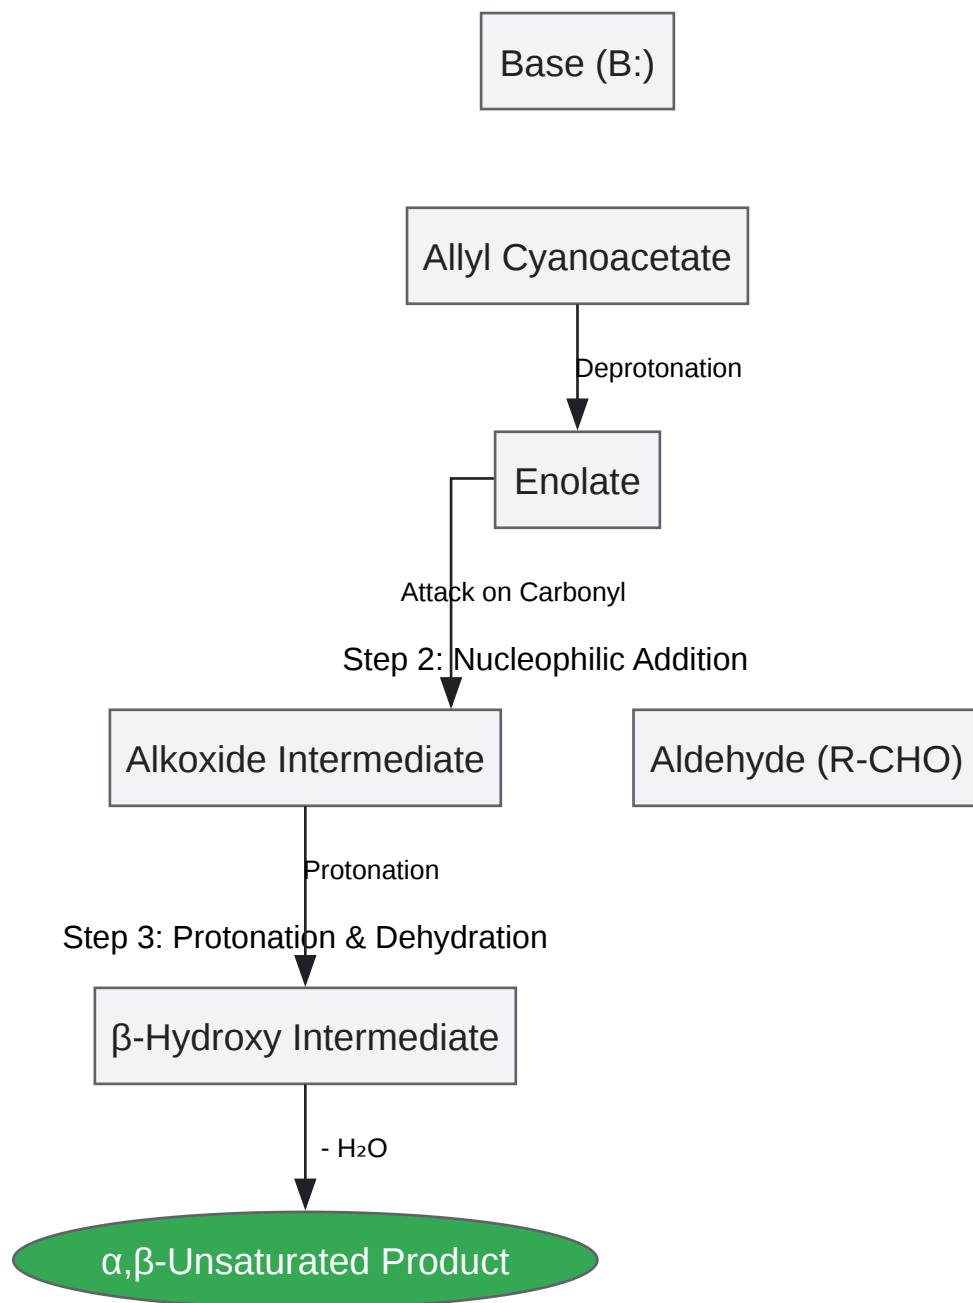 Base (B:)
Allyl Cyanoacetate
Deprotonation
Enolate
Attack on Carbonyl
Step 2: Nucleophilic Addition
Alkoxide Intermediate
Aldehyde (R-CHO)
Protonation
Step 3: Protonation & Dehydration
β-Hydroxy Intermediate
- H₂O
α,β-Unsaturated Product